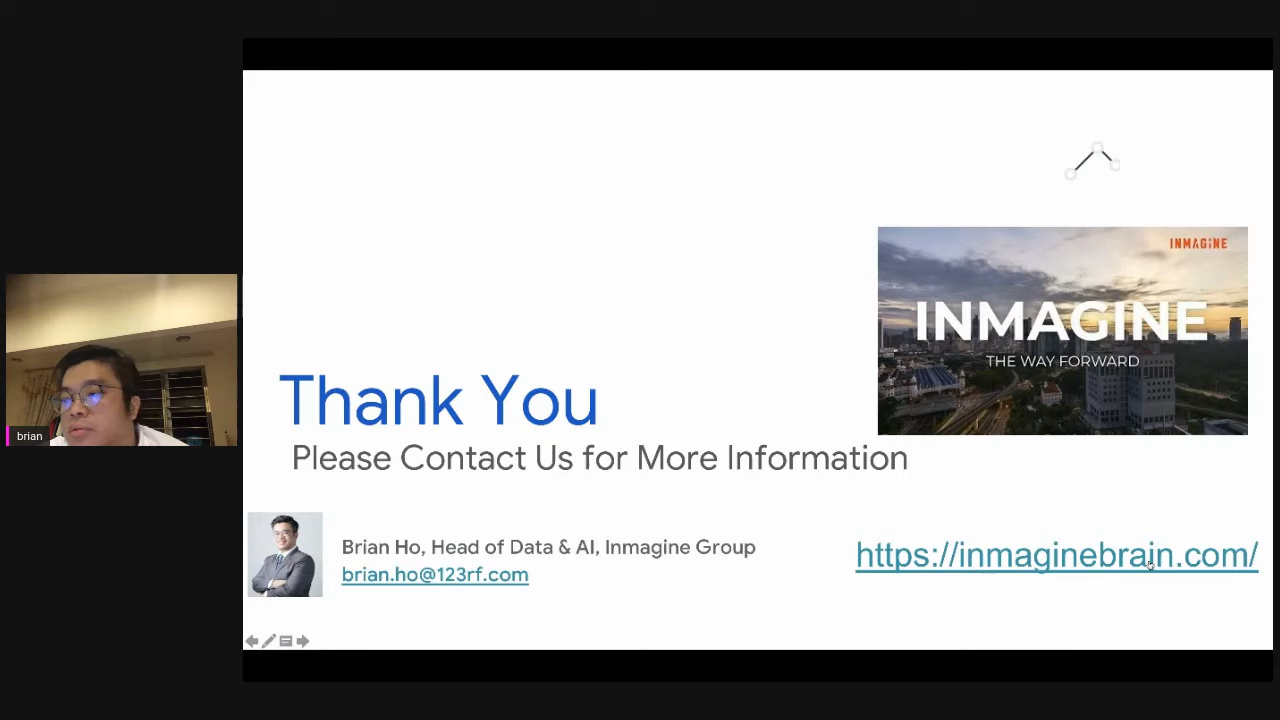 INMAGINE
INMAGINE
THE WAY FORWARD
Thank You
Please Contact Us for More Information
brian
Brian Ho, Head of Data & AI, Inmagine Group
brian.ho@123rf.com
https://inmaginebrain.com/